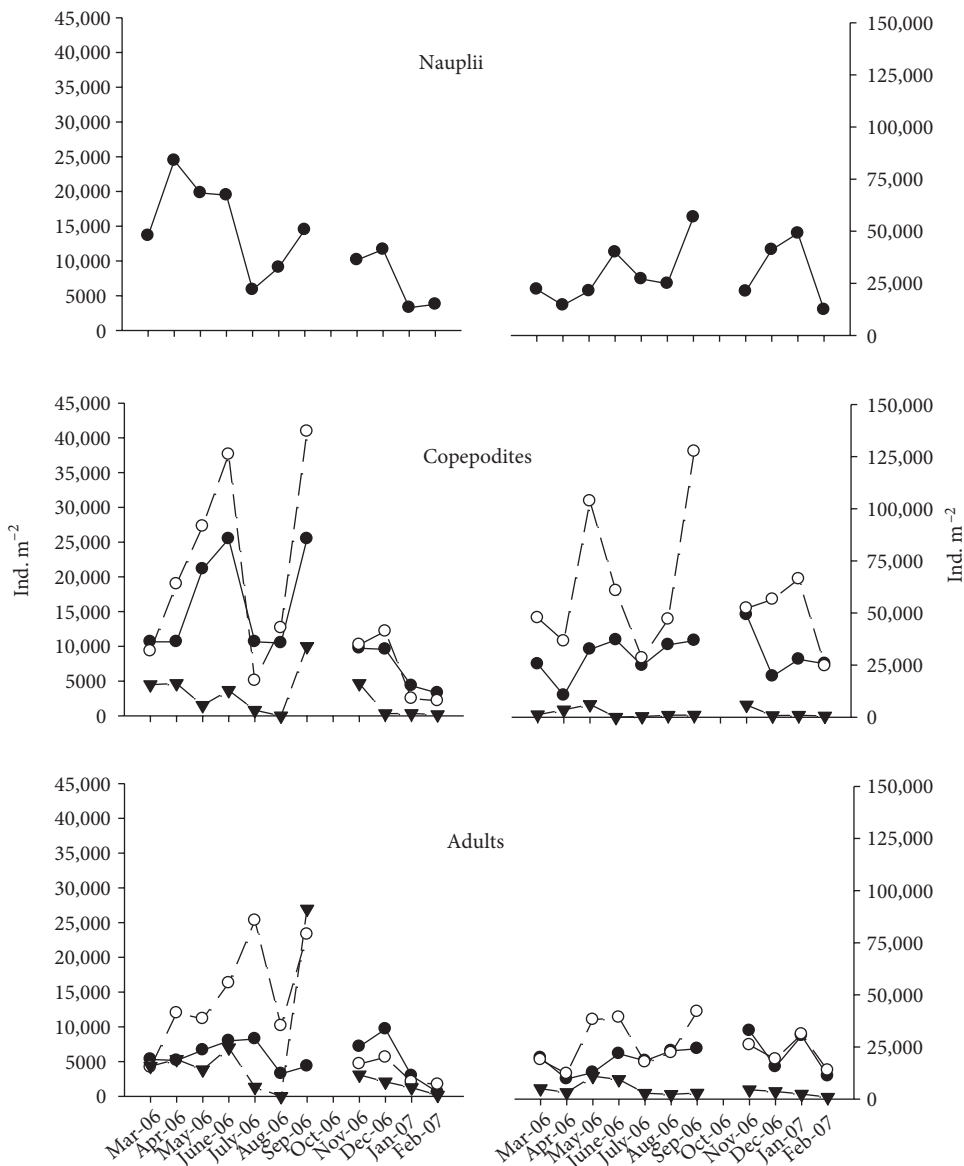 45,000
40,000
35,000
30,000
25,000
20,000
15,000
10,000
5000
0
Nauplii
150,000
125,000
100,000
75,000
50,000
25,000
0
Ind. m⁻²
45,000
40,000
35,000
30,000
25,000
20,000
15,000
10,000
5000
0
Copepodites
150,000
125,000
100,000
75,000
50,000
25,000
0
Ind. m⁻²
45,000
40,000
35,000
30,000
25,000
20,000
15,000
10,000
5000
0
Adults
150,000
125,000
100,000
75,000
50,000
25,000
0
Mar-06
Apr-06
May-06
June-06
July-06
Aug-06
Sep-06
Oct-06
Nov-06
Dec-06
Jan-07
Feb-07
Mar-06
Apr-06
May-06
June-06
July-06
Aug-06
Sep-06
Oct-06
Nov-06
Dec-06
Jan-07
Feb-07